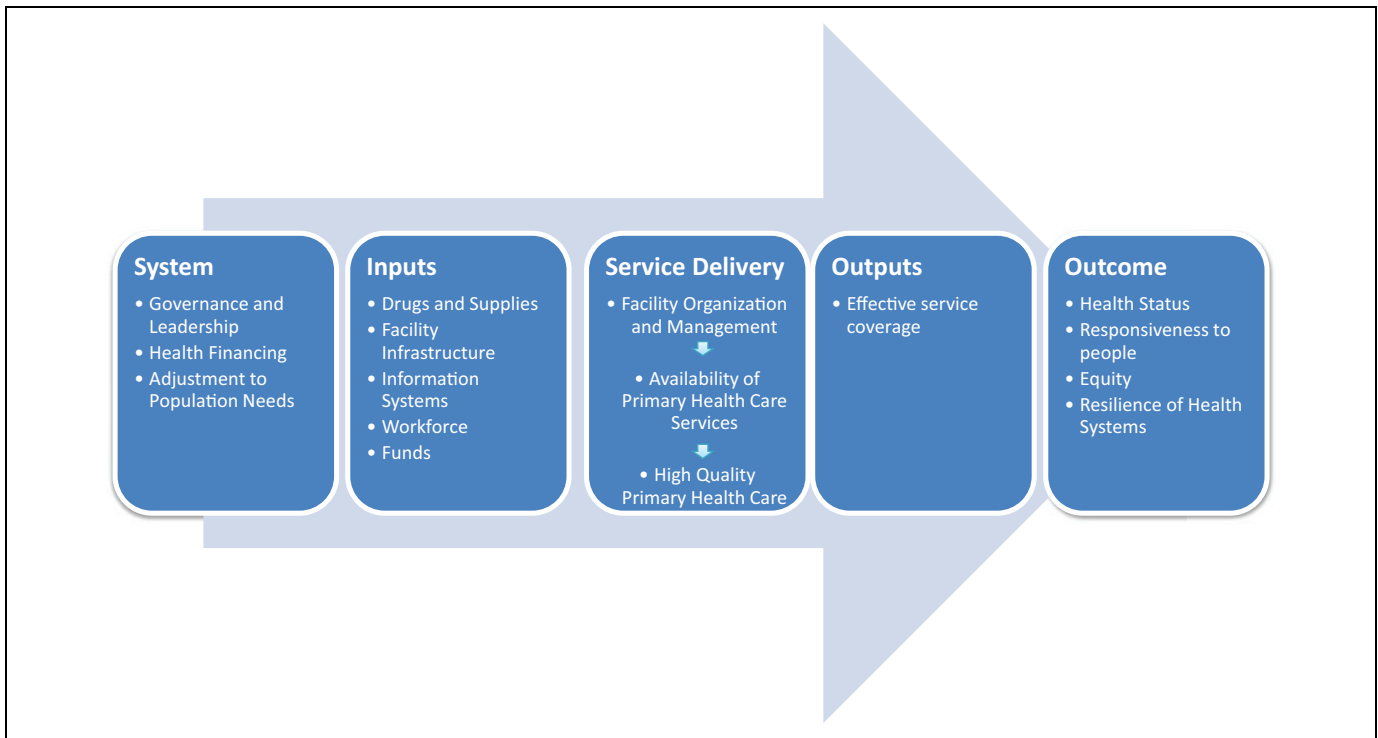 System
• Governance and
Leadership
• Health Financing
• Adjustment to
Population Needs
Inputs
• Drugs and Supplies
• Facility
Infrastructure
• Information
Systems
• Workforce
• Funds
Service Delivery
• Facility Organization
and Management
• Availability of
Primary Health Care
Services
• High Quality
Primary Health Care
Outputs
• Effective service
coverage
Outcome
• Health Status
• Responsiveness to
people
• Equity
• Resilience of Health
Systems